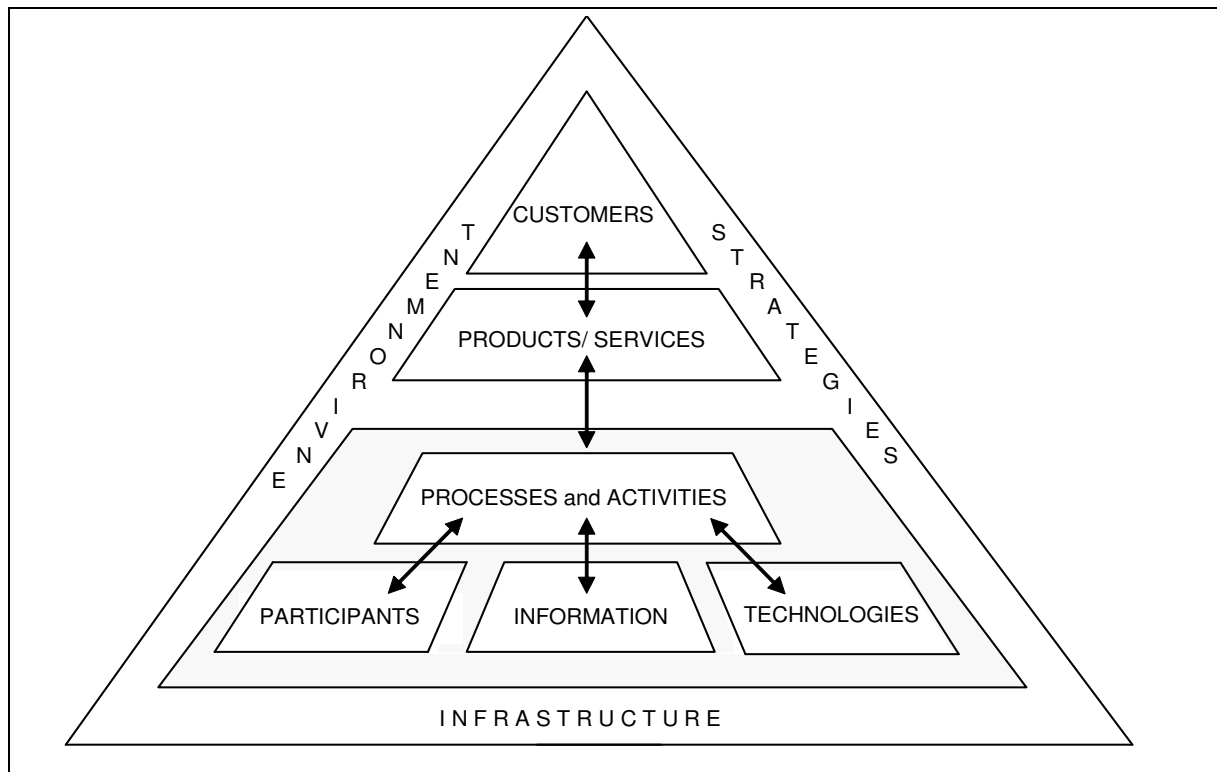 CUSTOMERS
ENVIRONMENT
STRATEGIES
PRODUCTS/ SERVICES
PROCESSES and ACTIVITIES
PARTICIPANTS
INFORMATION
TECHNOLOGIES
INFRASTRUCTURE